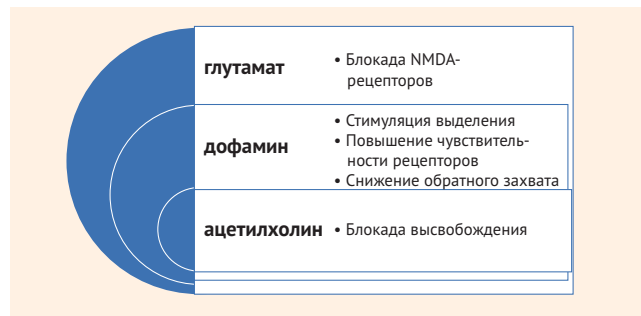 глутамат
• Блокада NMDA-
рецепторов
дофамин
• Стимуляция выделения
• Повышение чувствитель-
ности рецепторов
• Снижение обратного захвата
ацетилхолин
• Блокада высвобождения